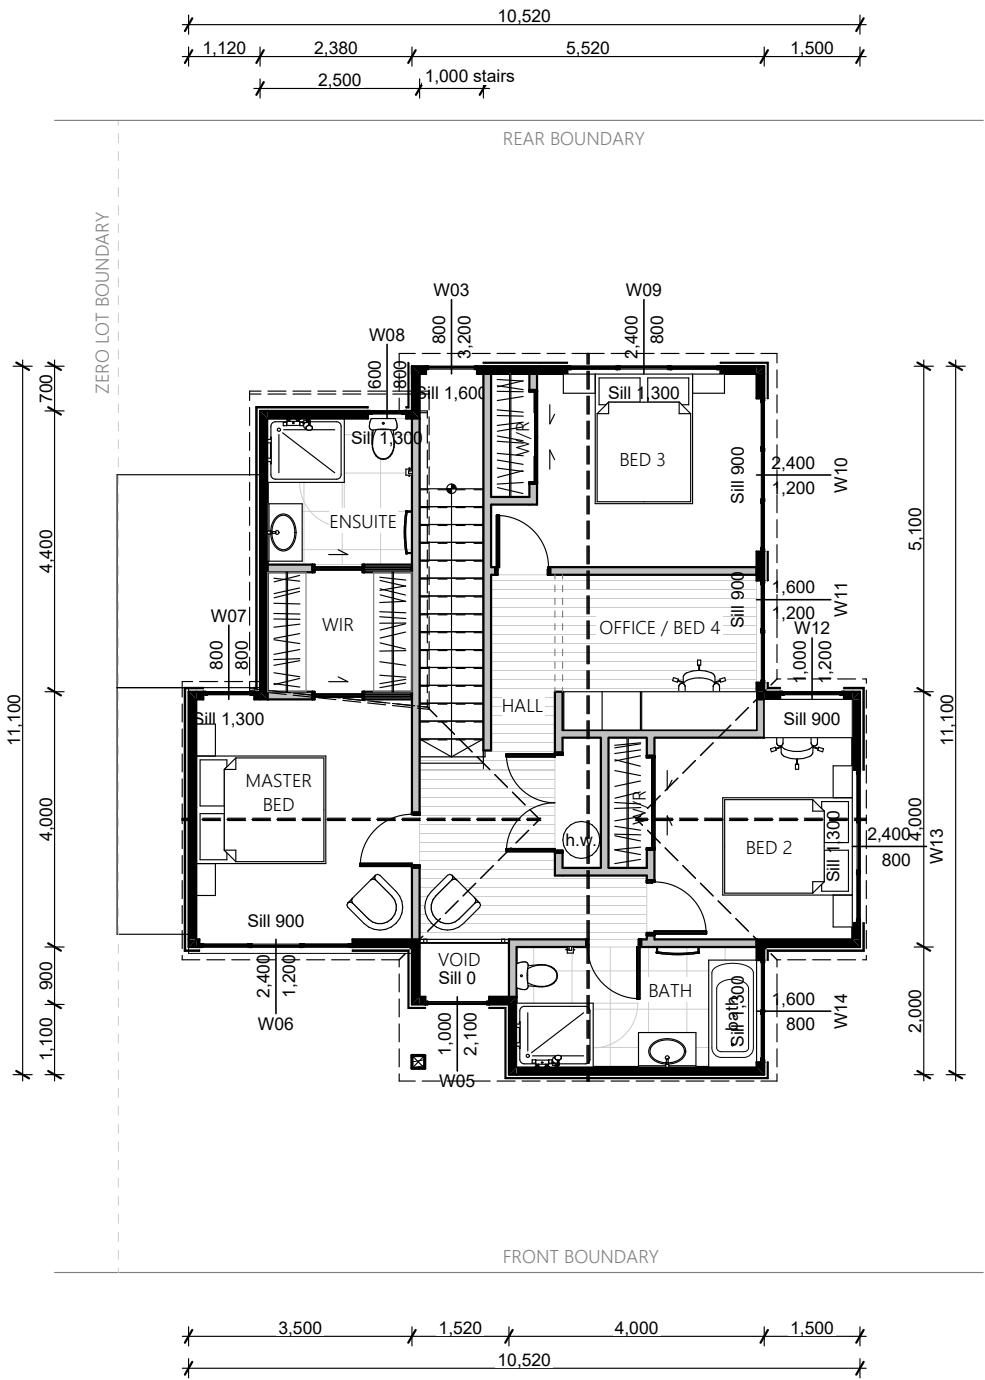 10,520
1,120 2,380 5,520 1,500
2,500 1,000 stairs
REAR BOUNDARY
ZERO LOT BOUNDARY
W03
800
3,200
Sill 1,600
W09
2,400
800
Sill 1,300
W08
600
800
Sill 1,300
700
4,400
4,000
900
1,100
11,100
5,100
4,000
2,000
11,100
W/R
BED 3
Sill 900
2,400
1,200
W10
ENSUITE
WIR
OFFICE / BED 4
Sill 900
1,600
1,200
W11
W07
800
800
Sill 1,300
W12
1,000
1,200
Sill 900
HALL
MASTER
BED
W/R
h.w.
BED 2
Sill 1,300
2,400
800
W13
Sill 900
2,400
1,200
W06
VOID
Sill 0
1,000
2,100
W05
BATH
bath
Sill 1,300
1,600
800
W14
FRONT BOUNDARY
3,500 1,520 4,000 1,500
10,520